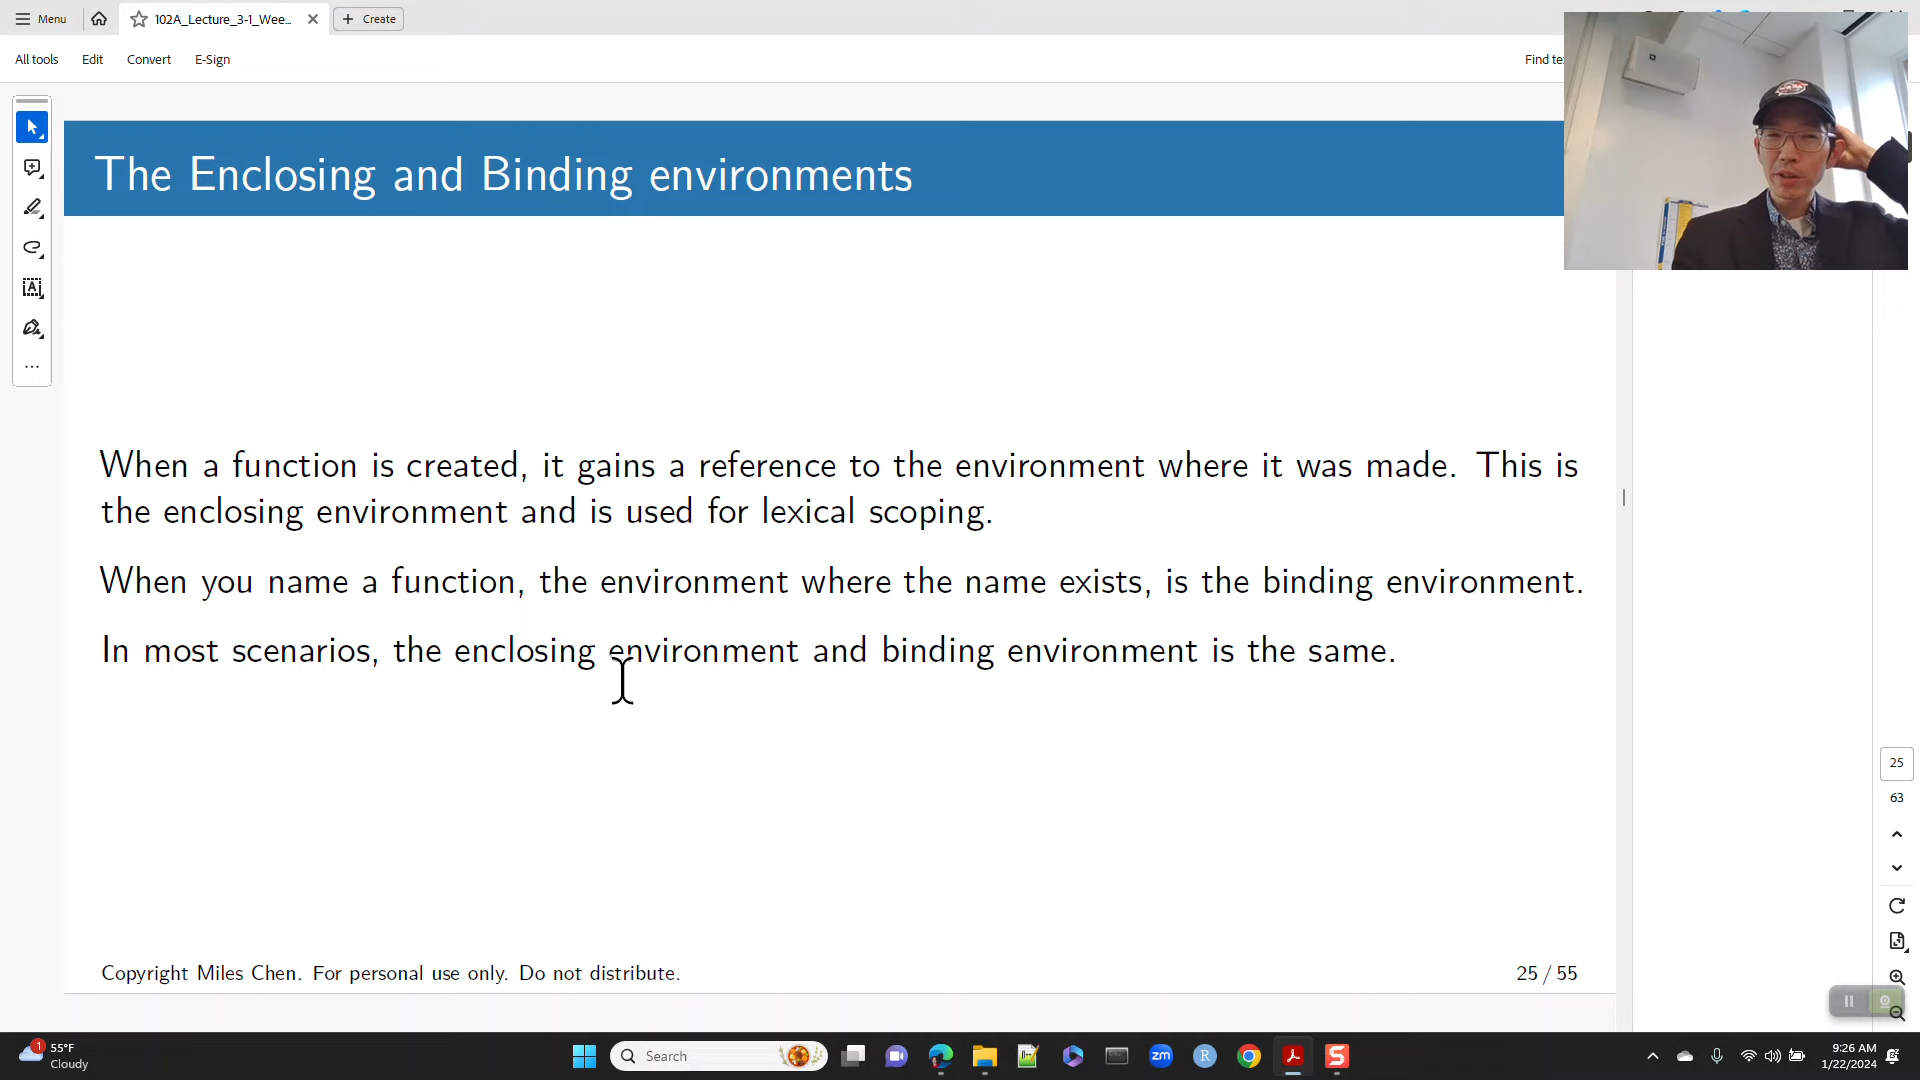 Menu
102A_Lecture_3-1_Wee...
Create
All tools
Edit
Convert
E-Sign
Find te
The Enclosing and Binding environments
When a function is created, it gains a reference to the environment where it was made. This is
the enclosing environment and is used for lexical scoping.
When you name a function, the environment where the name exists, is the binding environment.
In most scenarios, the enclosing environment and binding environment is the same.
25
63
Copyright Miles Chen. For personal use only. Do not distribute.
25 / 55
1
55°F
Cloudy
Search
zm
R
S
9:26 AM
1/22/2024